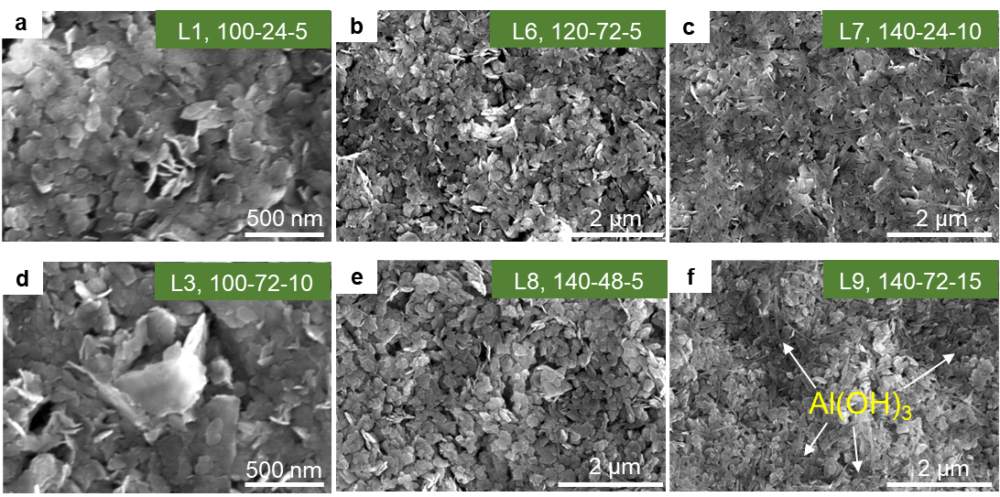 a
L1, 100-24-5
500 nm
b
L6, 120-72-5
2 µm
c
L7, 140-24-10
2 µm
d
L3, 100-72-10
500 nm
e
L8, 140-48-5
2 µm
f
L9, 140-72-15
Al(OH)₃
2 µm